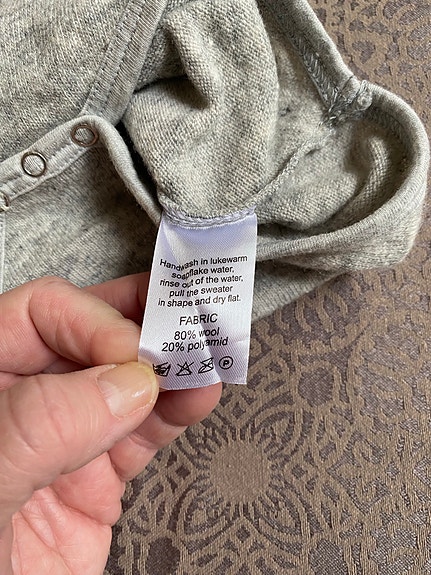 Handwash in lukewarm
soapflake water,
rinse out of the water,
pull the sweater
in shape and dry flat.
FABRIC
80% wool
20% polyamid
P